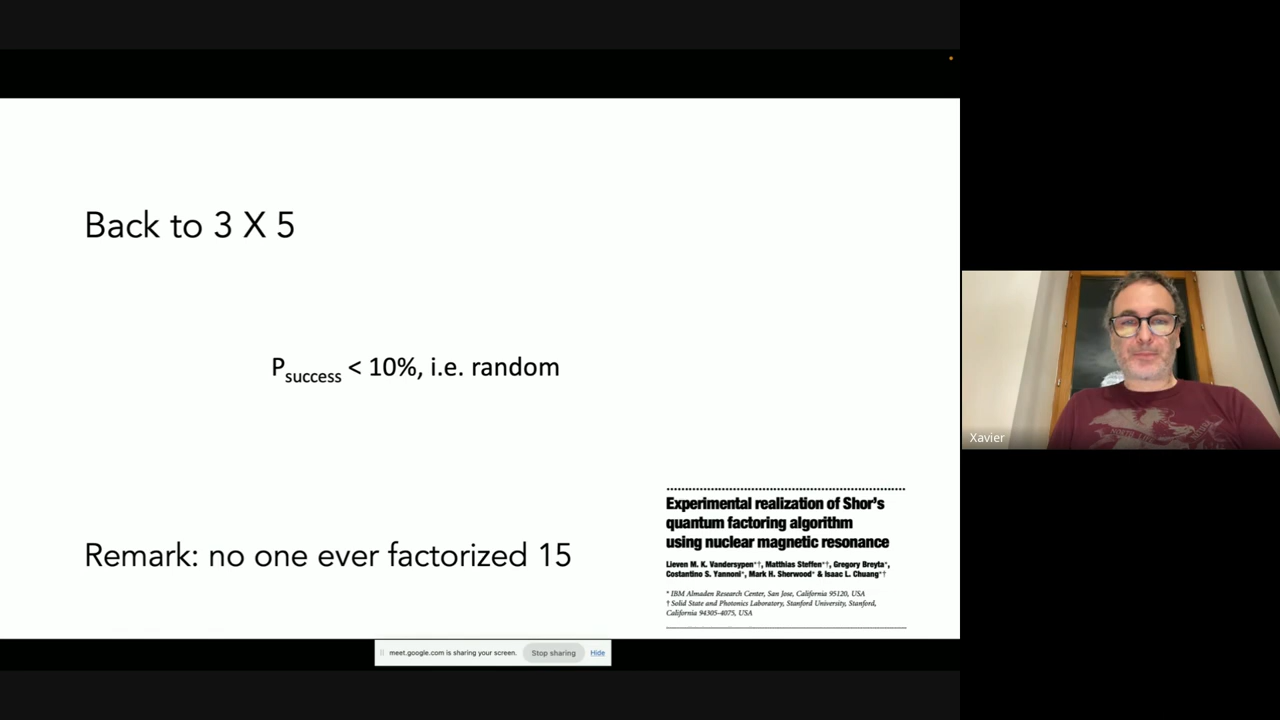 Back to 3 X 5
Psuccess < 10%, i.e. random
Remark: no one ever factorized 15
Experimental realization of Shor's
quantum factoring algorithm
using nuclear magnetic resonance
Lieven M. K. Vandersypen*†, Matthias Steffen*†, Gregory Breyta*,
Costantino S. Yannoni*, Mark H. Sherwood* & Isaac L. Chuang*†
* IBM Almaden Research Center, San Jose, California 95120, USA
† Solid State and Photonics Laboratory, Stanford University, Stanford,
California 94305-4075, USA
meet.google.com is sharing your screen. Stop sharing Hide
Xavier